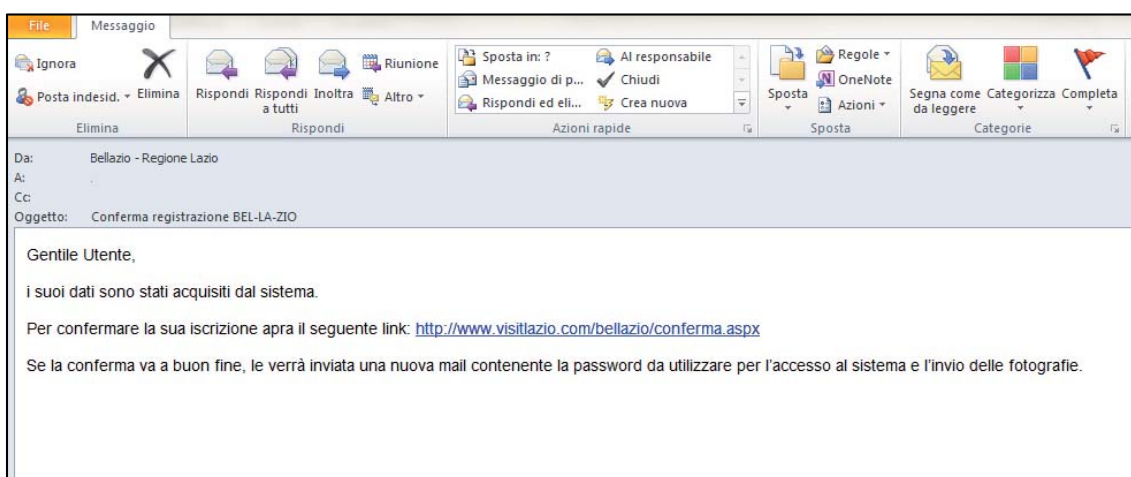 File Messaggio
Ignora
Posta indesid.
Elimina
Rispondi
Rispondi a tutti
Inoltra
Riunione
Altro
Sposta in: ?
Messaggio di p...
Rispondi ed eli...
Al responsabile
Chiudi
Crea nuova
Sposta
Regole
OneNote
Azioni
Segna come da leggere
Categorizza
Completa
Elimina Rispondi Azioni rapide Sposta Categorie
Da: Bellazio - Regione Lazio
A:
Cc:
Oggetto: Conferma registrazione BEL-LA-ZIO
Gentile Utente,
i suoi dati sono stati acquisiti dal sistema.
Per confermare la sua iscrizione apra il seguente link: http://www.visitlazio.com/bellazio/conferma.aspx
Se la conferma va a buon fine, le verrà inviata una nuova mail contenente la password da utilizzare per l'accesso al sistema e l'invio delle fotografie.